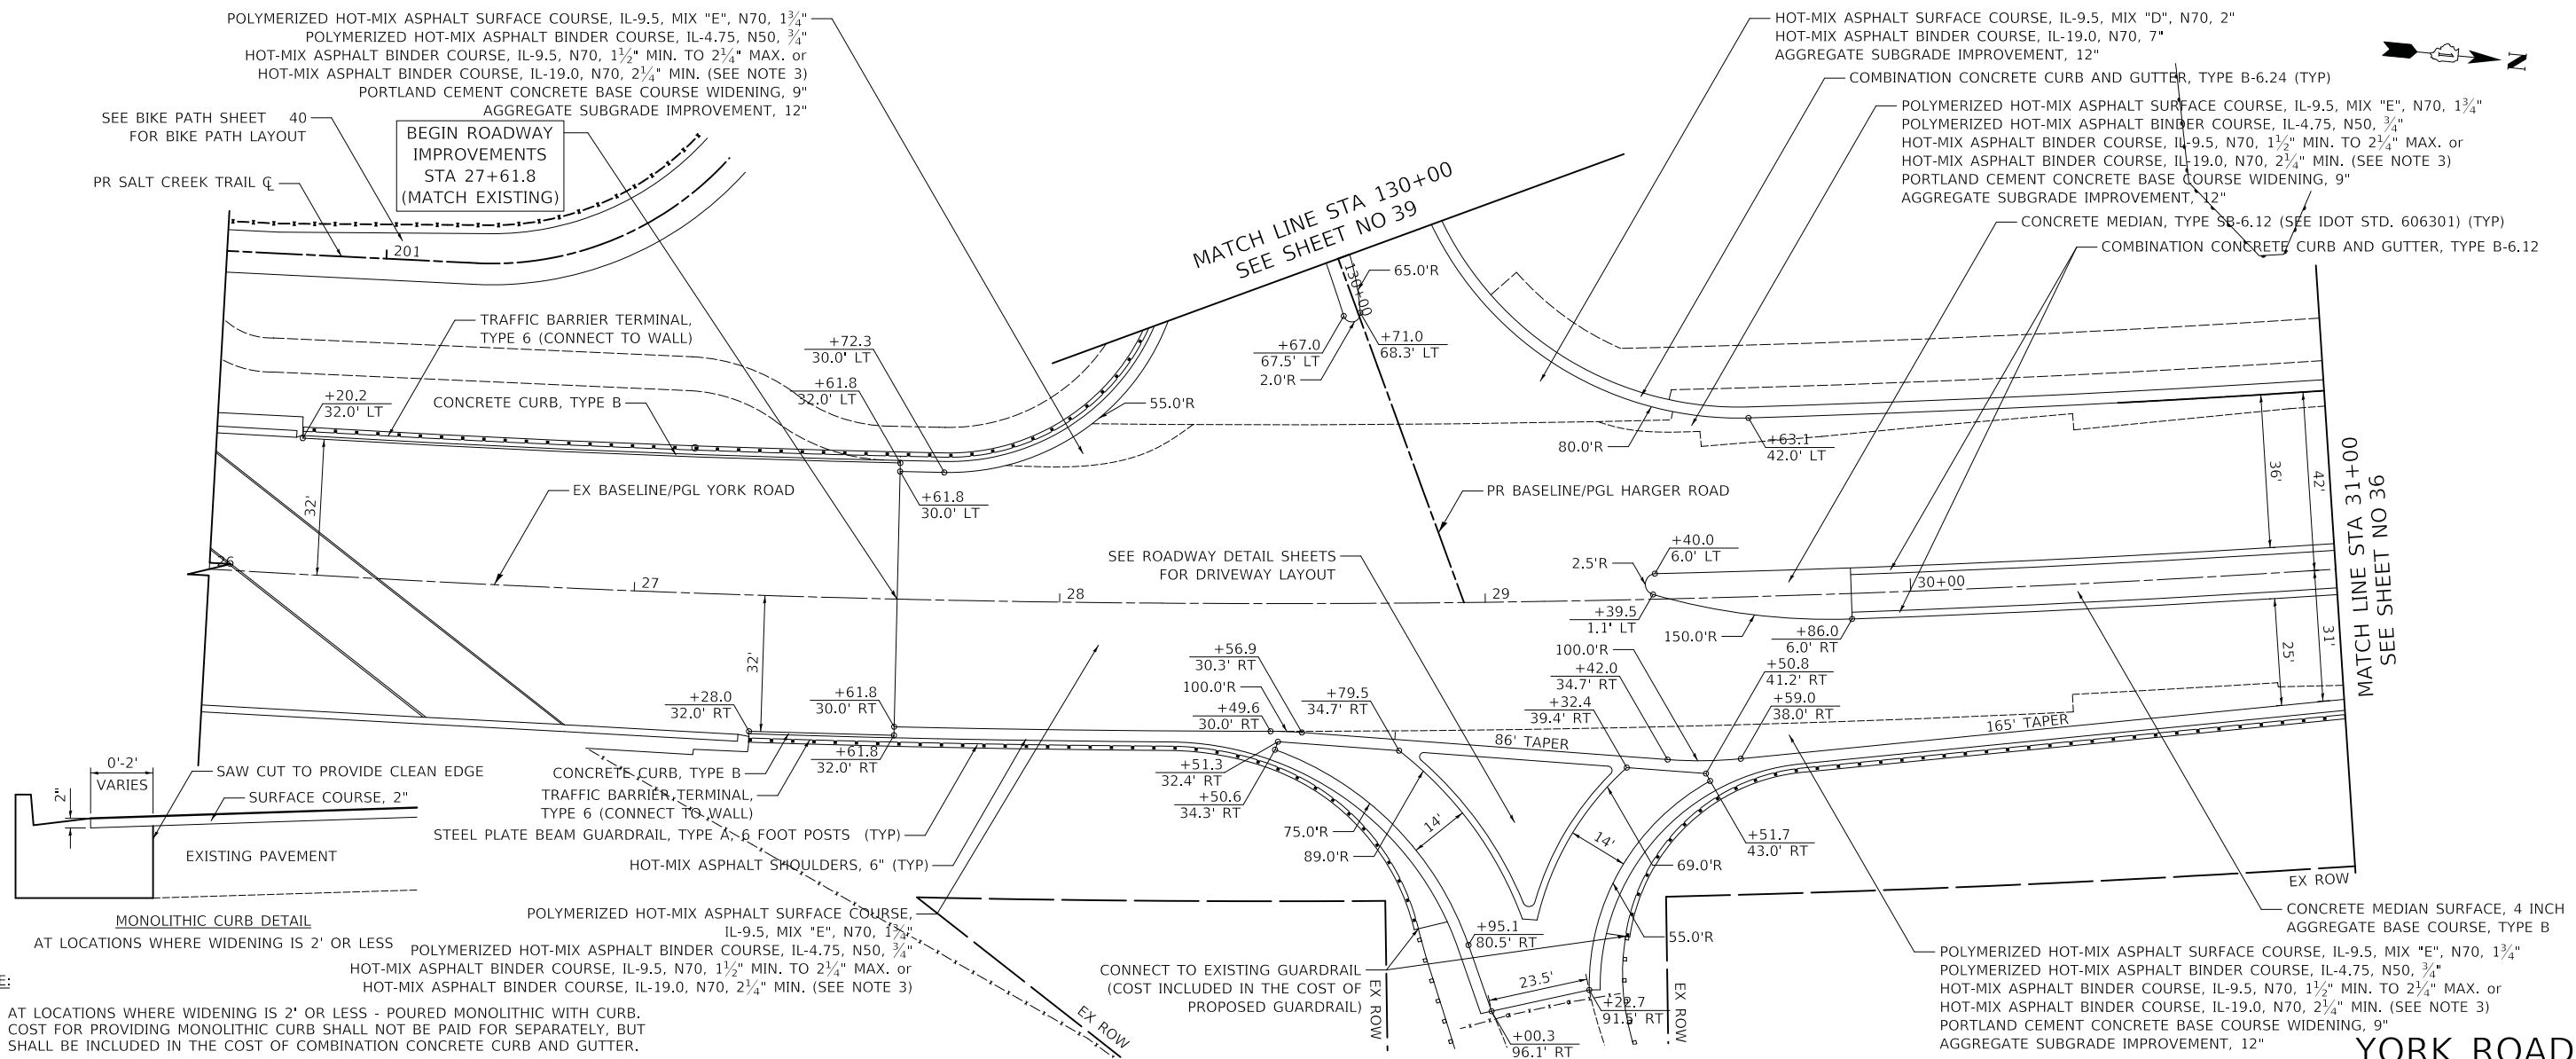 POLYMERIZED HOT-MIX ASPHALT SURFACE COURSE, IL-9.5, MIX "E", N70, 1¾"
POLYMERIZED HOT-MIX ASPHALT BINDER COURSE, IL-4.75, N50, ¾"
HOT-MIX ASPHALT BINDER COURSE, IL-9.5, N70, 1½" MIN. TO 2¼" MAX. or
HOT-MIX ASPHALT BINDER COURSE, IL-19.0, N70, 2¼" MIN. (SEE NOTE 3)
PORTLAND CEMENT CONCRETE BASE COURSE WIDENING, 9"
AGGREGATE SUBGRADE IMPROVEMENT, 12"
HOT-MIX ASPHALT SURFACE COURSE, IL-9.5, MIX "D", N70, 2"
HOT-MIX ASPHALT BINDER COURSE, IL-19.0, N70, 7"
AGGREGATE SUBGRADE IMPROVEMENT, 12"
COMBINATION CONCRETE CURB AND GUTTER, TYPE B-6.24 (TYP)
N
POLYMERIZED HOT-MIX ASPHALT SURFACE COURSE, IL-9.5, MIX "E", N70, 1¾"
POLYMERIZED HOT-MIX ASPHALT BINDER COURSE, IL-4.75, N50, ¾"
HOT-MIX ASPHALT BINDER COURSE, IL-9.5, N70, 1½" MIN. TO 2¼" MAX. or
HOT-MIX ASPHALT BINDER COURSE, IL-19.0, N70, 2¼" MIN. (SEE NOTE 3)
PORTLAND CEMENT CONCRETE BASE COURSE WIDENING, 9"
AGGREGATE SUBGRADE IMPROVEMENT, 12"
CONCRETE MEDIAN, TYPE SB-6.12 (SEE IDOT STD. 606301) (TYP)
COMBINATION CONCRETE CURB AND GUTTER, TYPE B-6.12
SEE BIKE PATH SHEET 40
FOR BIKE PATH LAYOUT
BEGIN ROADWAY
IMPROVEMENTS
STA 27+61.8
(MATCH EXISTING)
PR SALT CREEK TRAIL ℄
201
MATCH LINE STA 130+00
SEE SHEET NO 39
130+00
65.0'R
+67.0
67.5' LT
2.0'R
+71.0
68.3' LT
TRAFFIC BARRIER TERMINAL,
TYPE 6 (CONNECT TO WALL)
+72.3
30.0' LT
+61.8
32.0' LT
+20.2
32.0' LT
CONCRETE CURB, TYPE B
55.0'R
80.0'R
+63.1
42.0' LT
32'
EX BASELINE/PGL YORK ROAD
+61.8
30.0' LT
PR BASELINE/PGL HARGER ROAD
36'
42'
MATCH LINE STA 31+00
SEE SHEET NO 36
26
27
28
29
30+00
SEE ROADWAY DETAIL SHEETS
FOR DRIVEWAY LAYOUT
2.5'R
+40.0
6.0' LT
+39.5
1.1' LT
150.0'R
+86.0
6.0' RT
25'
31'
32'
+28.0
32.0' RT
+61.8
30.0' RT
+61.8
32.0' RT
+56.9
30.3' RT
100.0'R
+49.6
30.0' RT
+79.5
34.7' RT
100.0'R
+42.0
34.7' RT
+32.4
39.4' RT
+50.8
41.2' RT
+59.0
38.0' RT
86' TAPER
165' TAPER
+51.3
32.4' RT
+50.6
34.3' RT
75.0'R
89.0'R
14'
14'
69.0'R
+51.7
43.0' RT
0'-2'
VARIES
2"
SAW CUT TO PROVIDE CLEAN EDGE
SURFACE COURSE, 2"
EXISTING PAVEMENT
MONOLITHIC CURB DETAIL
AT LOCATIONS WHERE WIDENING IS 2' OR LESS
CONCRETE CURB, TYPE B
TRAFFIC BARRIER TERMINAL,
TYPE 6 (CONNECT TO WALL)
STEEL PLATE BEAM GUARDRAIL, TYPE A, 6 FOOT POSTS (TYP)
HOT-MIX ASPHALT SHOULDERS, 6" (TYP)
POLYMERIZED HOT-MIX ASPHALT SURFACE COURSE,
IL-9.5, MIX "E", N70, 1¾"
POLYMERIZED HOT-MIX ASPHALT BINDER COURSE, IL-4.75, N50, ¾"
HOT-MIX ASPHALT BINDER COURSE, IL-9.5, N70, 1½" MIN. TO 2¼" MAX. or
HOT-MIX ASPHALT BINDER COURSE, IL-19.0, N70, 2¼" MIN. (SEE NOTE 3)
E:
AT LOCATIONS WHERE WIDENING IS 2' OR LESS - POURED MONOLITHIC WITH CURB.
COST FOR PROVIDING MONOLITHIC CURB SHALL NOT BE PAID FOR SEPARATELY, BUT
SHALL BE INCLUDED IN THE COST OF COMBINATION CONCRETE CURB AND GUTTER.
EX ROW
CONNECT TO EXISTING GUARDRAIL
(COST INCLUDED IN THE COST OF
PROPOSED GUARDRAIL)
EX ROW
+95.1
80.5' RT
23.5'
55.0'R
+22.7
91.5' RT
+00.3
96.1' RT
EX ROW
EX ROW
CONCRETE MEDIAN SURFACE, 4 INCH
AGGREGATE BASE COURSE, TYPE B
POLYMERIZED HOT-MIX ASPHALT SURFACE COURSE, IL-9.5, MIX "E", N70, 1¾"
POLYMERIZED HOT-MIX ASPHALT BINDER COURSE, IL-4.75, N50, ¾"
HOT-MIX ASPHALT BINDER COURSE, IL-9.5, N70, 1½" MIN. TO 2¼" MAX. or
HOT-MIX ASPHALT BINDER COURSE, IL-19.0, N70, 2¼" MIN. (SEE NOTE 3)
PORTLAND CEMENT CONCRETE BASE COURSE WIDENING, 9"
AGGREGATE SUBGRADE IMPROVEMENT, 12"
YORK ROAD